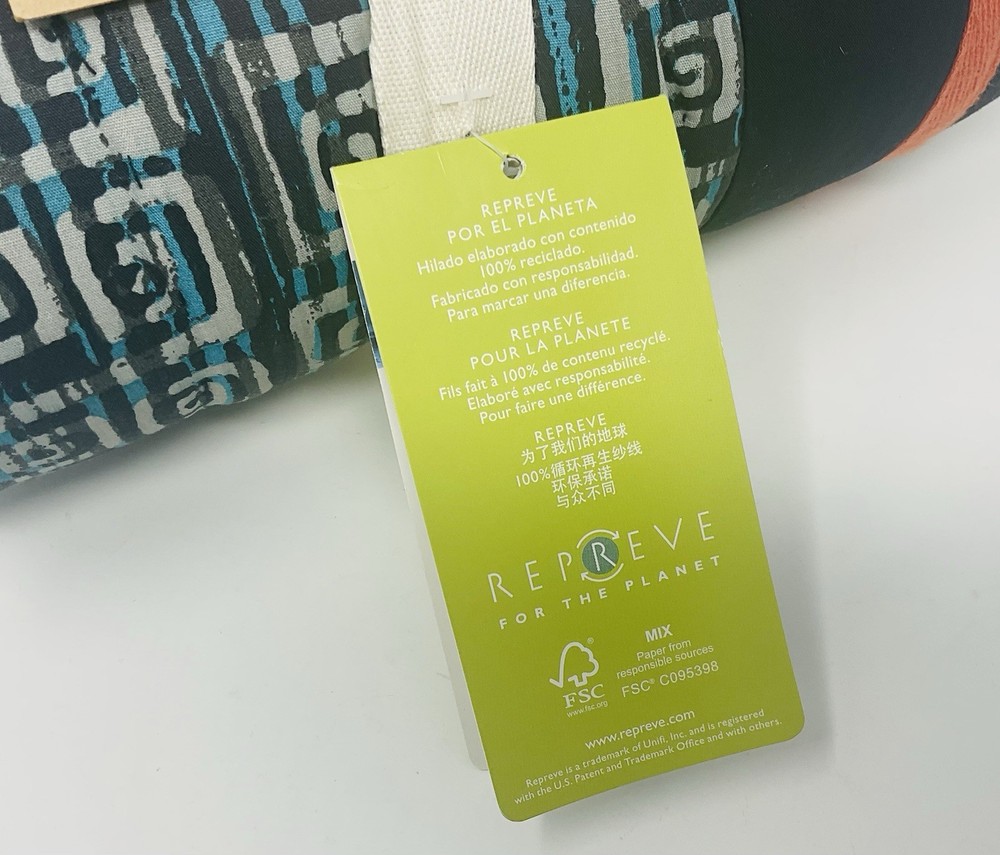 REPREVE
POR EL PLANETA
Hilado elaborado con contenido
100% reciclado.
Fabricado con responsabilidad.
Para marcar una diferencia.
REPREVE
POUR LA PLANETE
Fils fait à 100% de contenu recyclé.
Elaboré avec responsabilité.
Pour faire une différence.
REPREVE
为了我们的地球
100%循环再生纱线
环保承诺
与众不同
REPREVE
FOR THE PLANET
FSC®
www.fsc.org
MIX
Paper from
responsible sources
FSC® C095398
www.repreve.com
Repreve is a trademark of Unifi, Inc. and is registered
with the U.S. Patent and Trademark Office and with others.